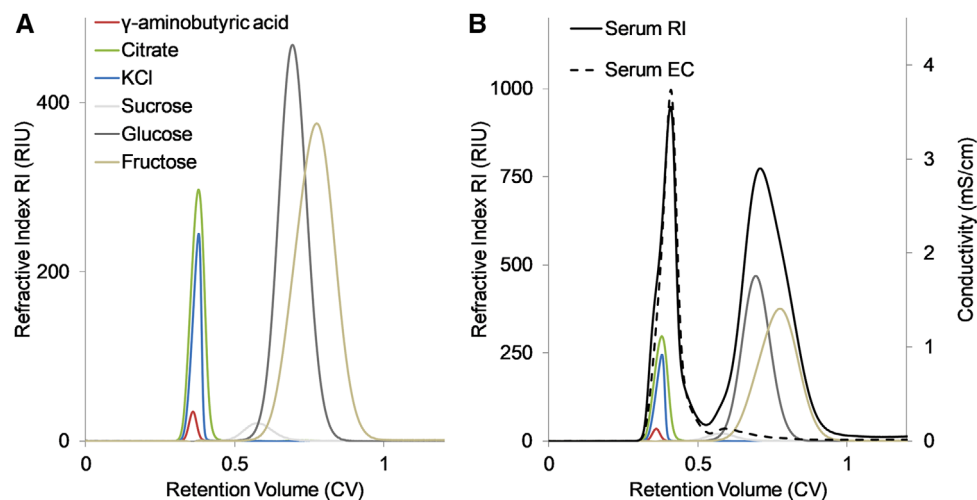 A
γ-aminobutyric acid
Citrate
KCl
Sucrose
Glucose
Fructose
400
200
0
Refractive Index RI (RIU)
0
0.5
1
Retention Volume (CV)
B
Serum RI
Serum EC
1000
750
500
250
0
Refractive Index RI (RIU)
4
3
2
1
0
Conductivity (mS/cm)
0
0.5
1
Retention Volume (CV)